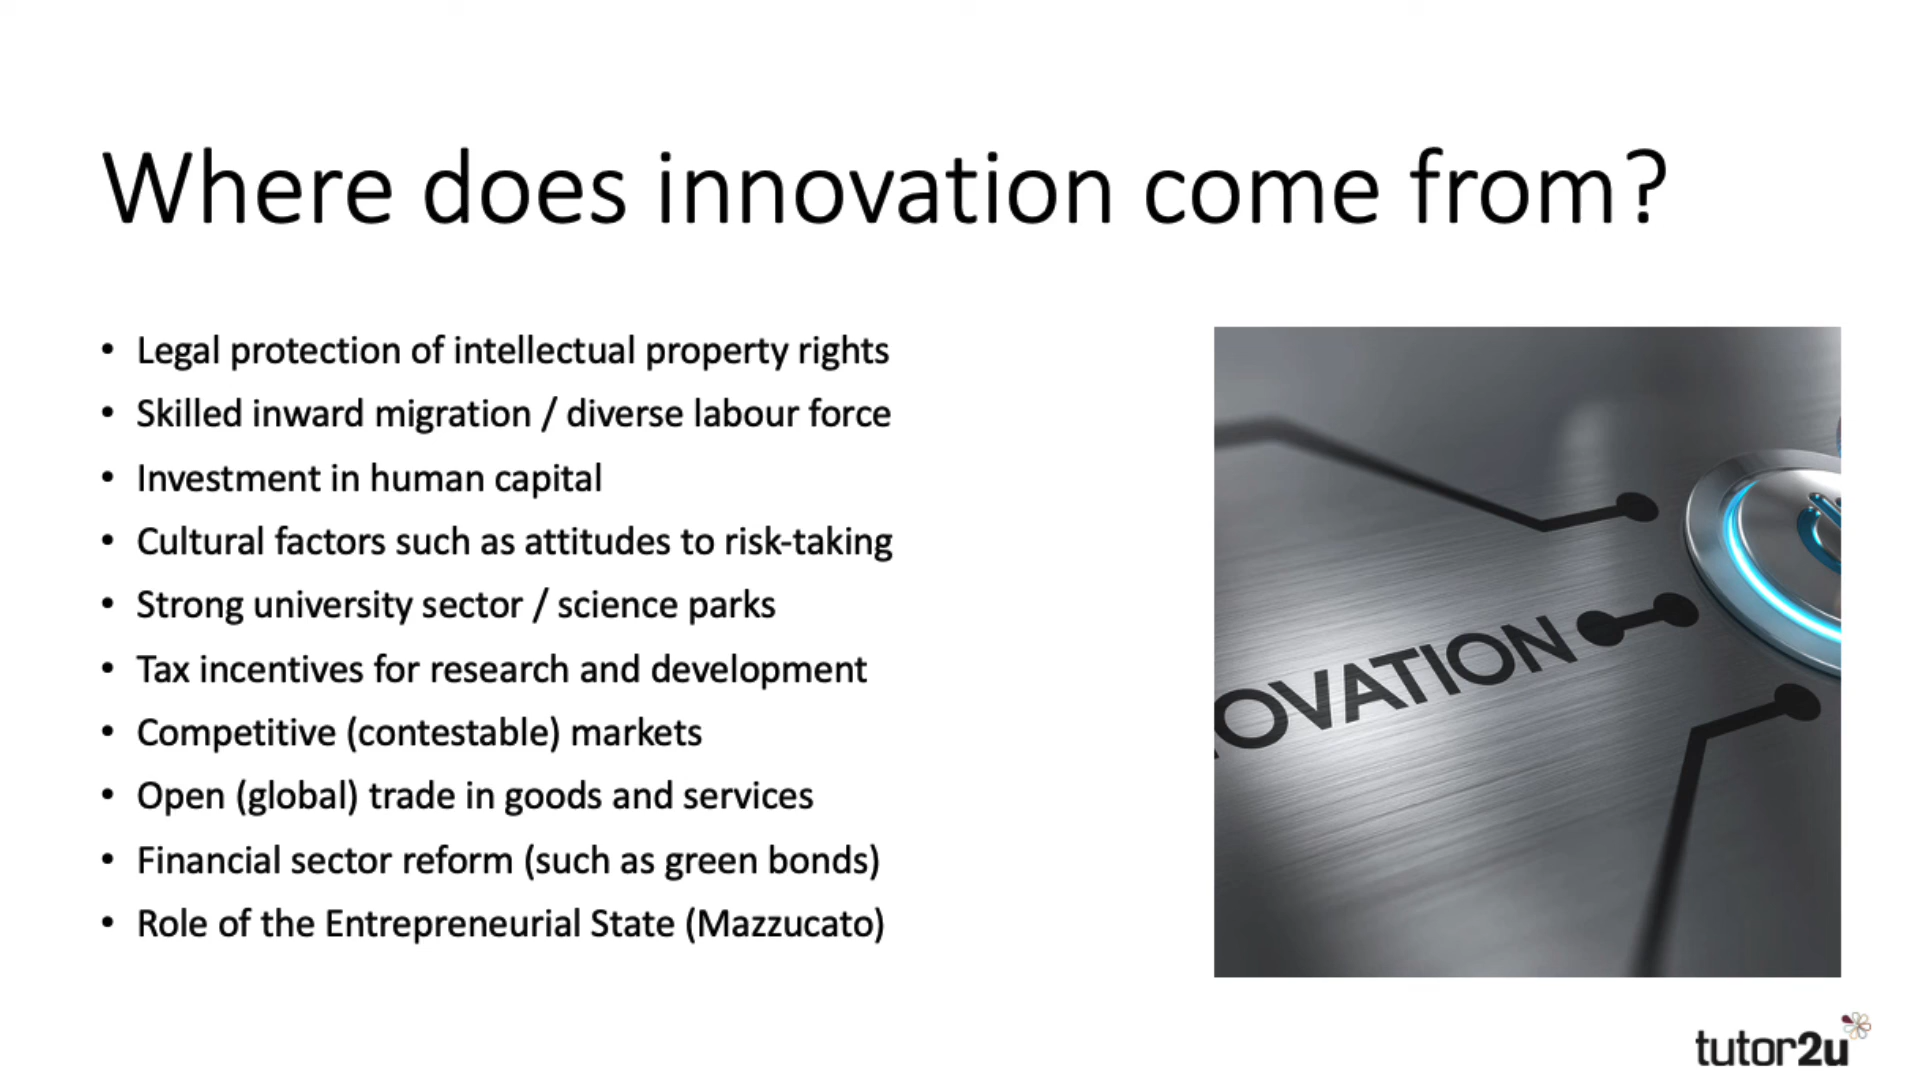 Where does innovation come from?
• Legal protection of intellectual property rights
• Skilled inward migration / diverse labour force
• Investment in human capital
• Cultural factors such as attitudes to risk-taking
• Strong university sector / science parks
• Tax incentives for research and development
• Competitive (contestable) markets
• Open (global) trade in goods and services
• Financial sector reform (such as green bonds)
• Role of the Entrepreneurial State (Mazzucato)
OVATION
tutor2u